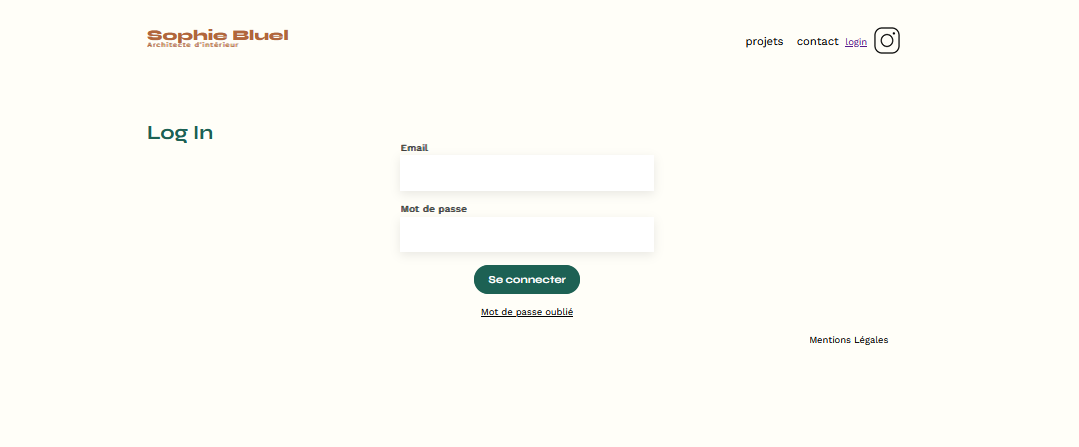 Sophie Bluel
Architecte d'intérieur
projets contact login
Log In
Email
Mot de passe
Se connecter
Mot de passe oublié
Mentions Légales